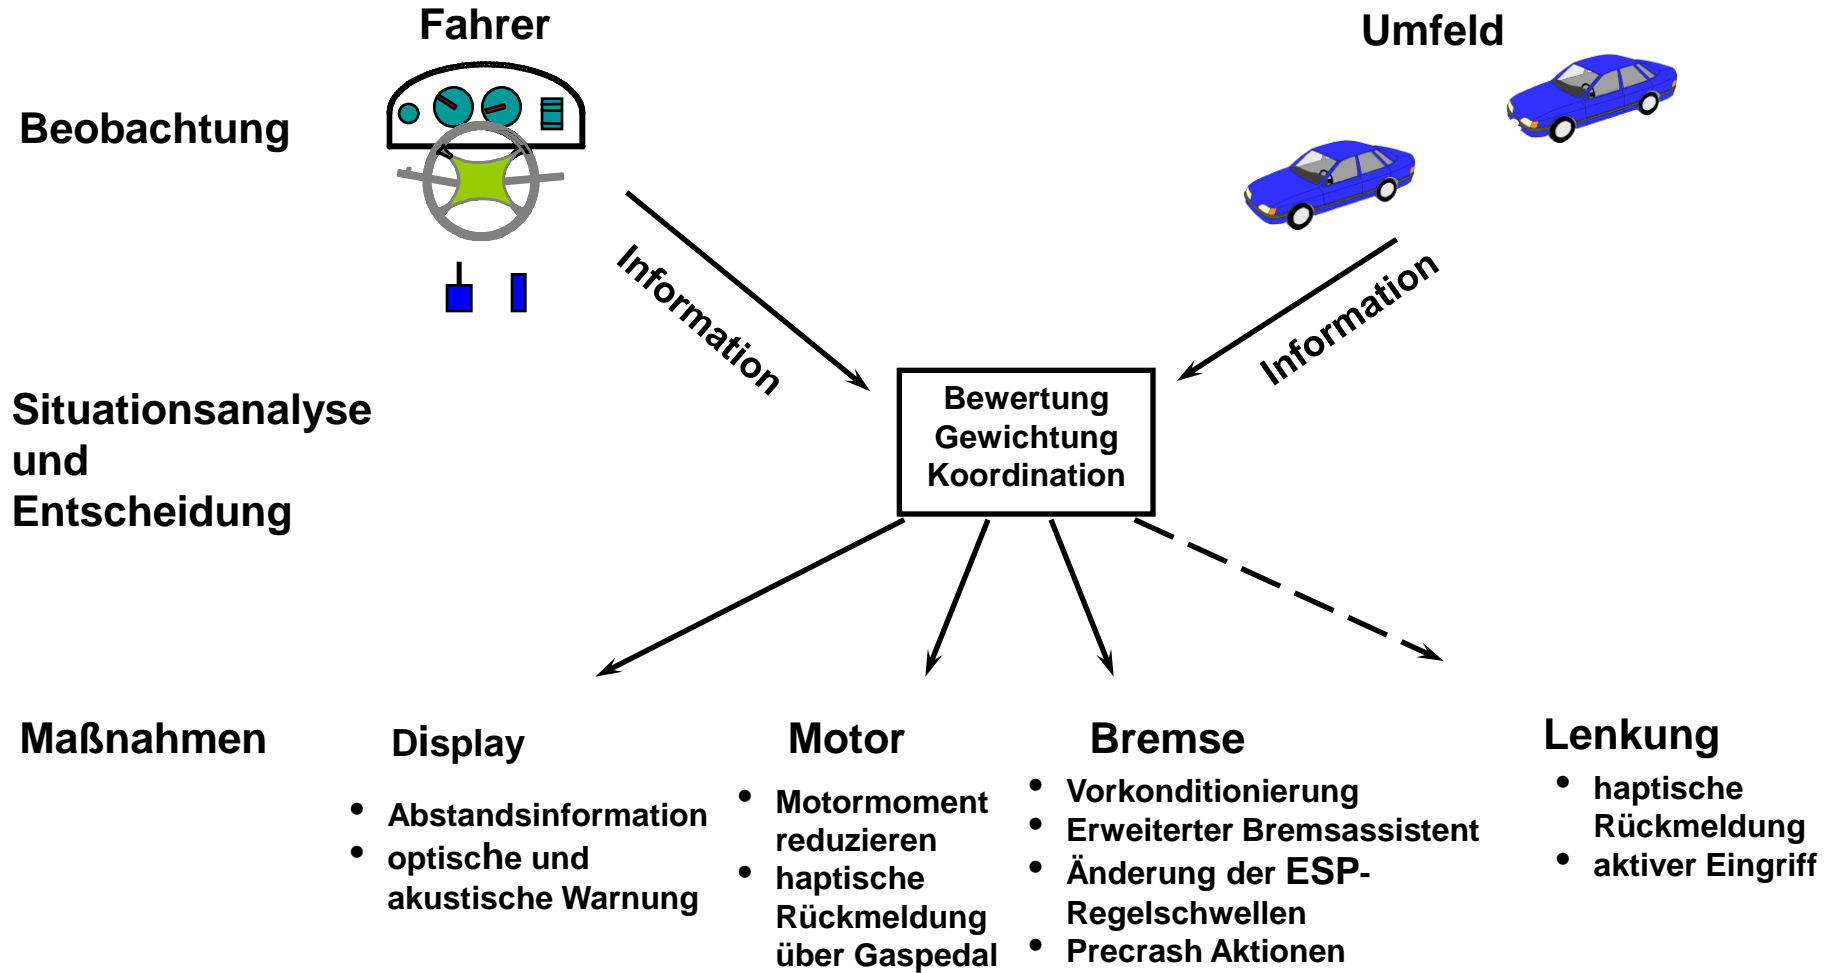 Fahrer
Umfeld
Beobachtung
Information
Information
Situationsanalyse
und
Entscheidung
Bewertung
Gewichtung
Koordination
Maßnahmen
Display
• Abstandsinformation
• optische und
akustische Warnung
Motor
• Motormoment
reduzieren
• haptische
Rückmeldung
über Gaspedal
Bremse
• Vorkonditionierung
• Erweiterter Bremsassistent
• Änderung der ESP-
Regelschwellen
• Precrash Aktionen
Lenkung
• haptische
Rückmeldung
• aktiver Eingriff